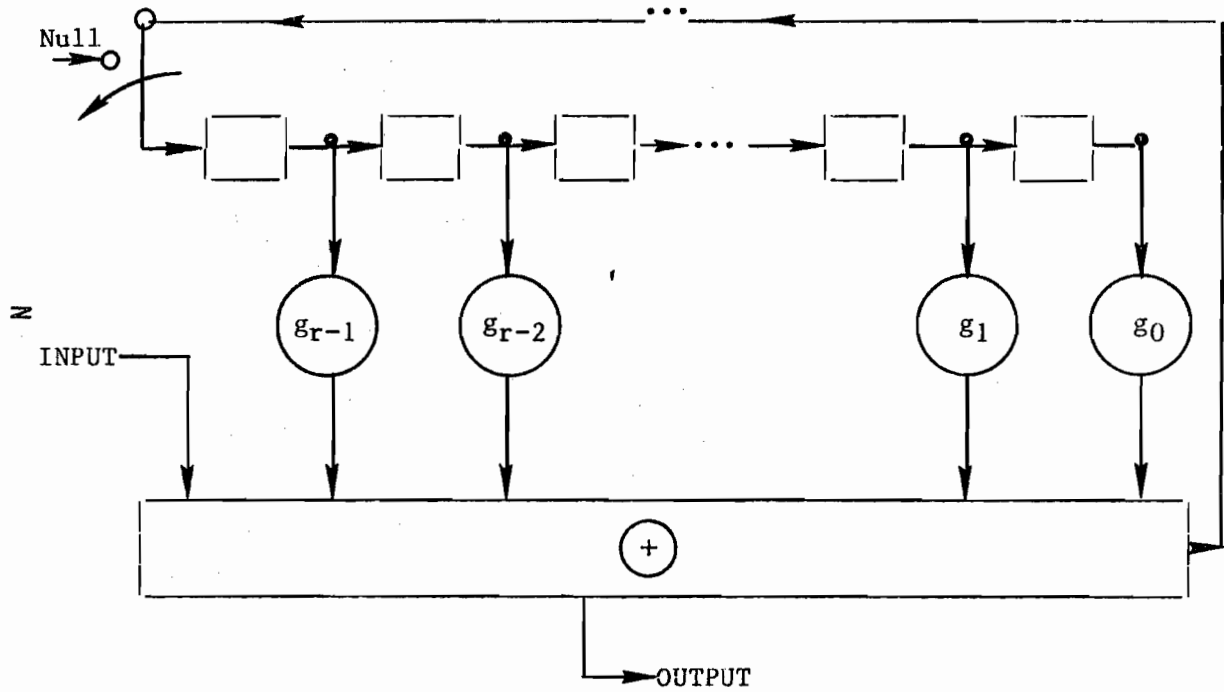 ...
Null
...
g_{r-1} g_{r-2} g_1 g_0
N
INPUT
+
OUTPUT